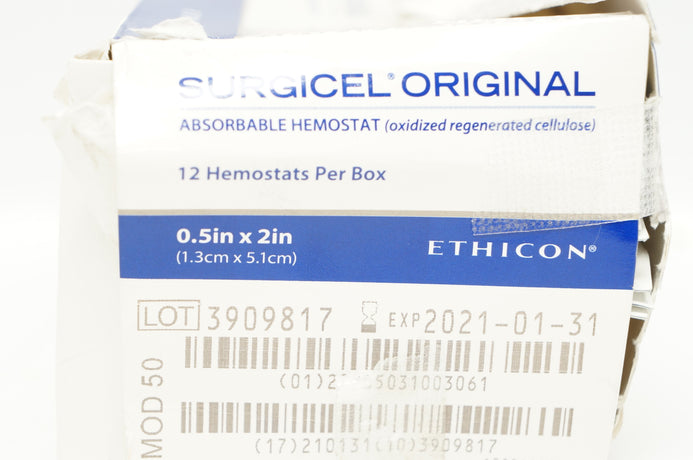 SURGICEL® ORIGINAL
ABSORBABLE HEMOSTAT (oxidized regenerated cellulose)
12 Hemostats Per Box
0.5in x 2in
(1.3cm x 5.1cm)
ETHICON®
LOT 3909817 EXP 2021-01-31
MOD 50
(17)210131(10)3909817